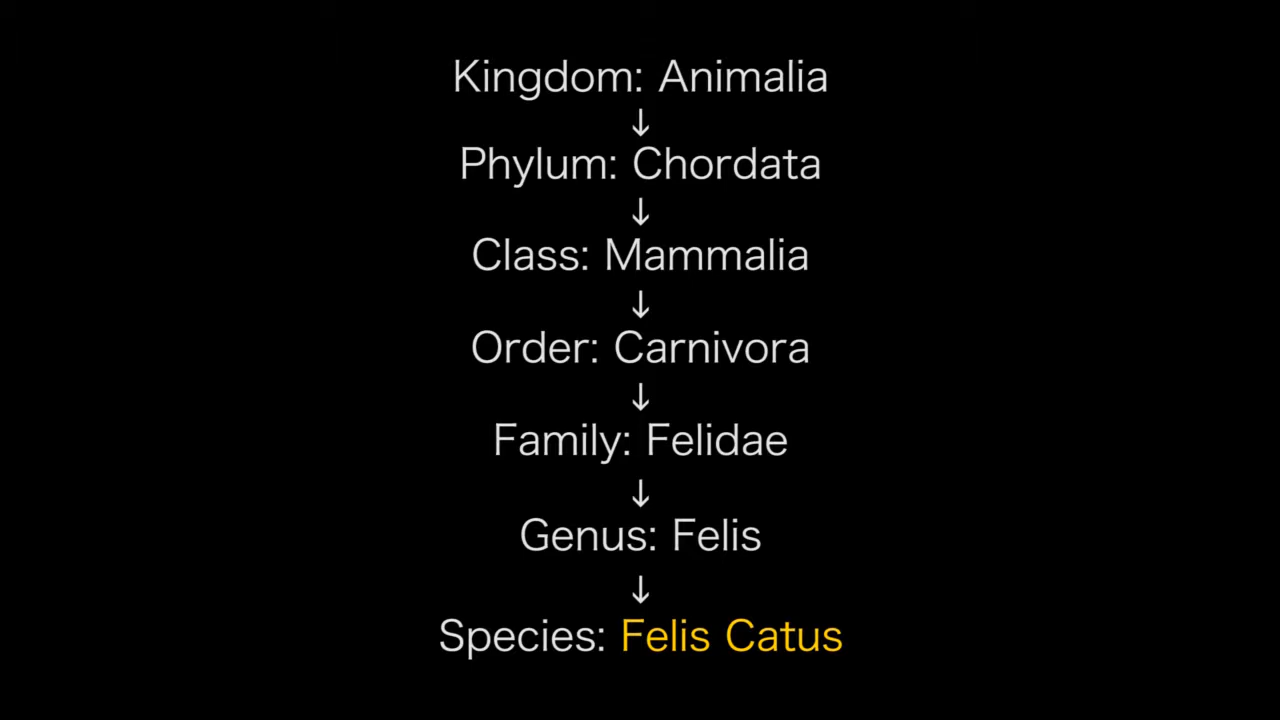 Kingdom: Animalia
↓
Phylum: Chordata
↓
Class: Mammalia
↓
Order: Carnivora
↓
Family: Felidae
↓
Genus: Felis
↓
Species: Felis Catus